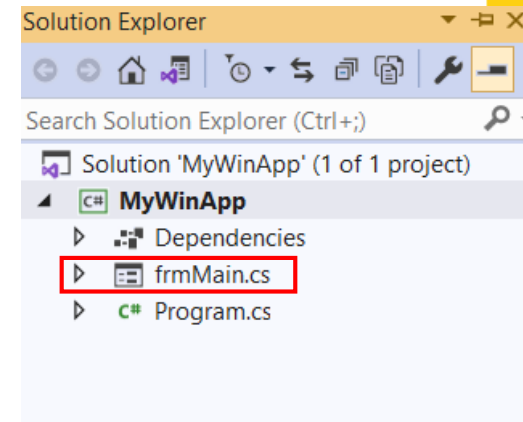 Solution Explorer
Search Solution Explorer (Ctrl+;)
Solution 'MyWinApp' (1 of 1 project)
C# MyWinApp
Dependencies
frmMain.cs
C# Program.cs